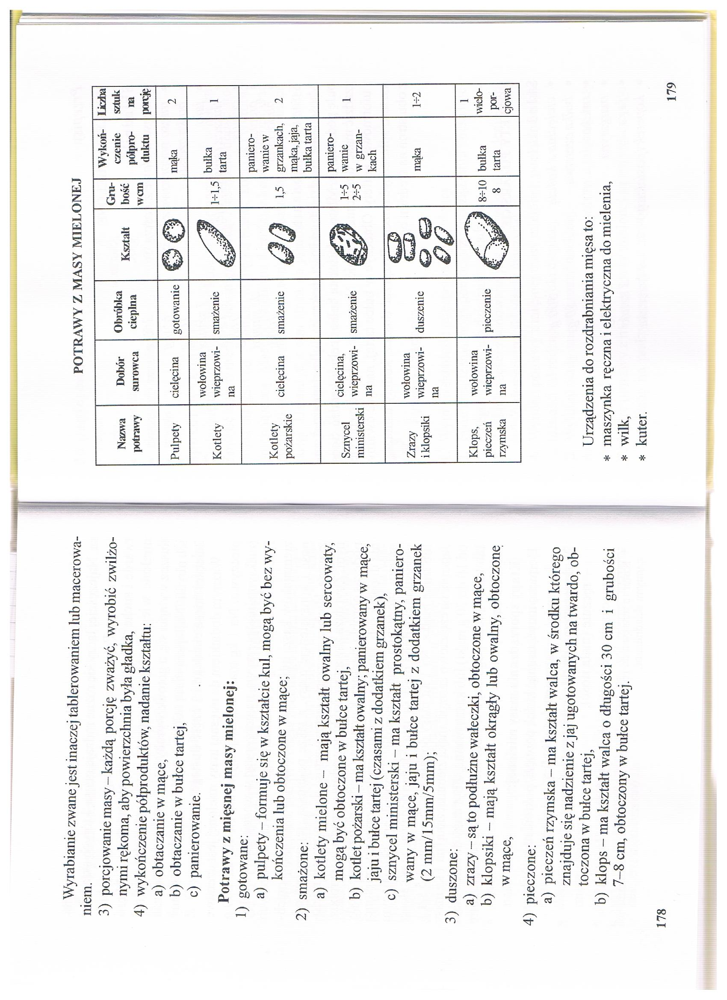 Wyrabianie zwane jest inaczej tablerowaniem lub macerowa-
niem.
3) porcjowanie masy – każdą porcję zważyć, wyrobić zwilżo-
nymi rękoma, aby powierzchnia była gładka,
4) wykończenie półproduktów, nadanie kształtu:
a) obtaczanie w mące,
b) obtaczanie w bułce tartej,
c) panierowanie.
Potrawy z mięsnej masy mielonej:
1) gotowane:
a) pulpety – formuje się w kształcie kul, mogą być bez wy-
kończenia lub obtoczone w mące;
2) smażone:
a) kotlety mielone – mają kształt owalny lub sercowaty,
mogą być obtoczone w bułce tartej,
b) kotlet pożarski – ma kształt owalny; panierowany w mące,
jaju i bułce tartej (czasami z dodatkiem grzanek),
c) sznycel ministerski – ma kształt prostokątny, paniero-
wany w mące, jaju i bułce tartej z dodatkiem grzanek
(2 mm/15mm/5mm);
3) duszone:
a) zrazy – są to podłużne wałeczki, obtoczone w mące,
b) klopsiki – mają kształt okrągły lub owalny, obtoczone
w mące,
4) pieczone:
a) pieczeń rzymska – ma kształt walca, w środku którego
znajduje się nadzienie z jaj ugotowanych na twardo, ob-
toczona w bułce tartej,
b) klops – ma kształt walca o długości 30 cm i grubości
7–8 cm, obtoczony w bułce tartej.
178
POTRAWY Z MASY MIELONEJ
Nazwa
potrawy
Dobór
surowca
Obróbka
cieplna
Kształt
Gru-
bość
w cm
Wykoń-
czenie
półpro-
duktu
Liczba
sztuk
na
porcję
Pulpety
cielęcina
gotowanie
mąka
2
Kotlety
wołowina
wieprzowi-
na
smażenie
1÷1,5
bułka
tarta
1
Kotlety
pożarskie
cielęcina
smażenie
1,5
paniero-
wanie w
grzankach,
mąka, jaja,
bułka tarta
2
Sznycel
ministerski
cielęcina,
wieprzowi-
na
smażenie
1÷5
2÷5
paniero-
wanie
w grzan-
kach
1
Zrazy
i klopsiki
wołowina
wieprzowi-
na
duszenie
mąka
1÷2
Klops,
pieczeń
rzymska
wołowina
wieprzowi-
na
pieczenie
8÷10
8
bułka
tarta
1
wielo-
por-
cjowa
Urządzenia do rozdrabniania mięsa to:
* maszynka ręczna i elektryczna do mielenia,
* wilk,
* kuter.
179